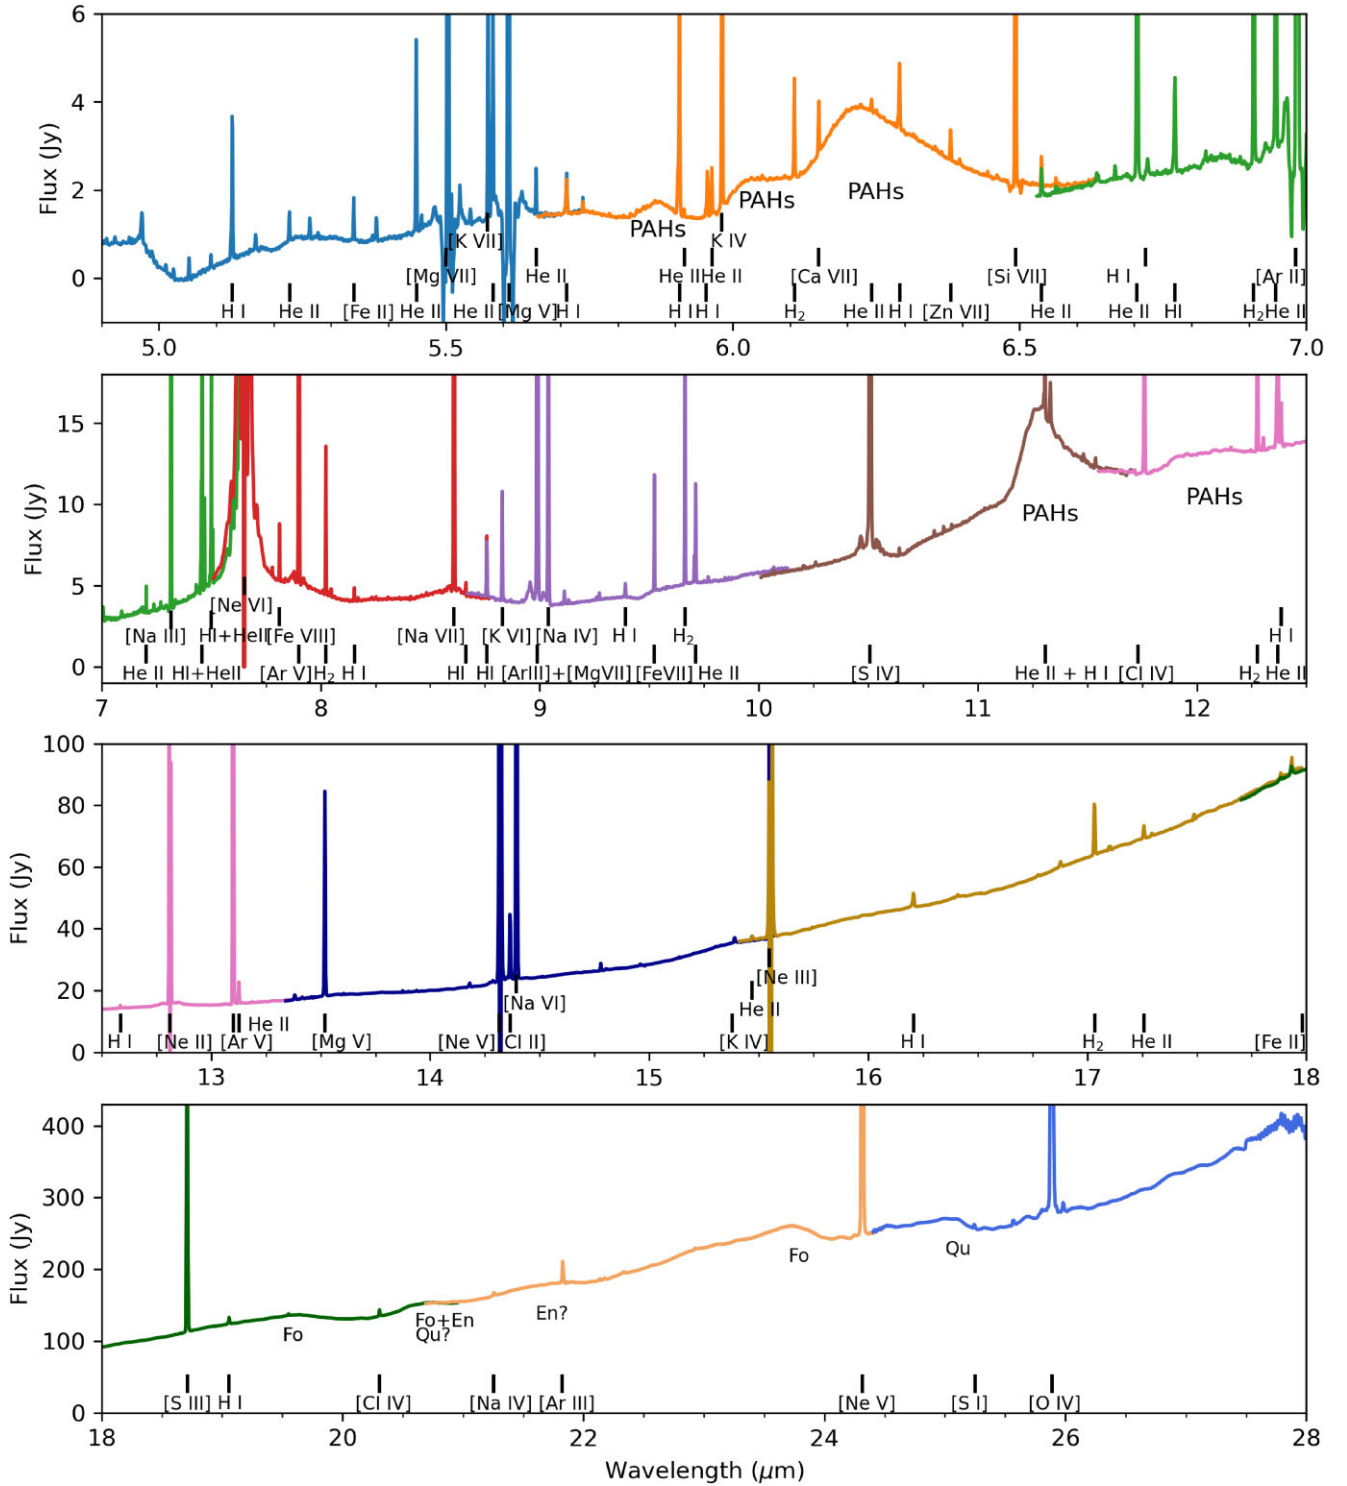 6
4
2
0
Flux (Jy)
PAHs
PAHs
PAHs
[K VII]
K IV
[Mg VII]
He II
He II
He II
[Ca VII]
[Si VII]
H I
[Ar II]
H I
He II
[Fe II]
He II
He II
[Mg V]
H I
H I
H I
H₂
He II
H I
[Zn VII]
He II
He II
HI
H₂
He II
5.0 5.5 6.0 6.5 7.0
15
10
5
0
Flux (Jy)
PAHs
PAHs
[Ne VI]
[Na III]
HI+HeII
[Fe VIII]
[Na VII]
[K VI]
[Na IV]
H I
H₂
H I
He II
HI+HeII
[Ar V]
H₂
H I
HI
HI
[ArIII]+[MgVII]
[FeVII]
He II
[S IV]
He II + H I
[Cl IV]
H₂
He II
7 8 9 10 11 12
100
80
60
40
20
0
Flux (Jy)
[Ne III]
[Na VI]
He II
He II
H I
[Ne II]
[Ar V]
[Mg V]
[Ne V]
Cl II]
[K IV]
H I
H₂
He II
[Fe II]
13 14 15 16 17 18
400
300
200
100
0
Flux (Jy)
Fo
Qu
Fo
Fo+En
Qu?
En?
[S III]
H I
[Cl IV]
[Na IV]
[Ar III]
[Ne V]
[S I]
[O IV]
18 20 22 24 26 28
Wavelength (μm)